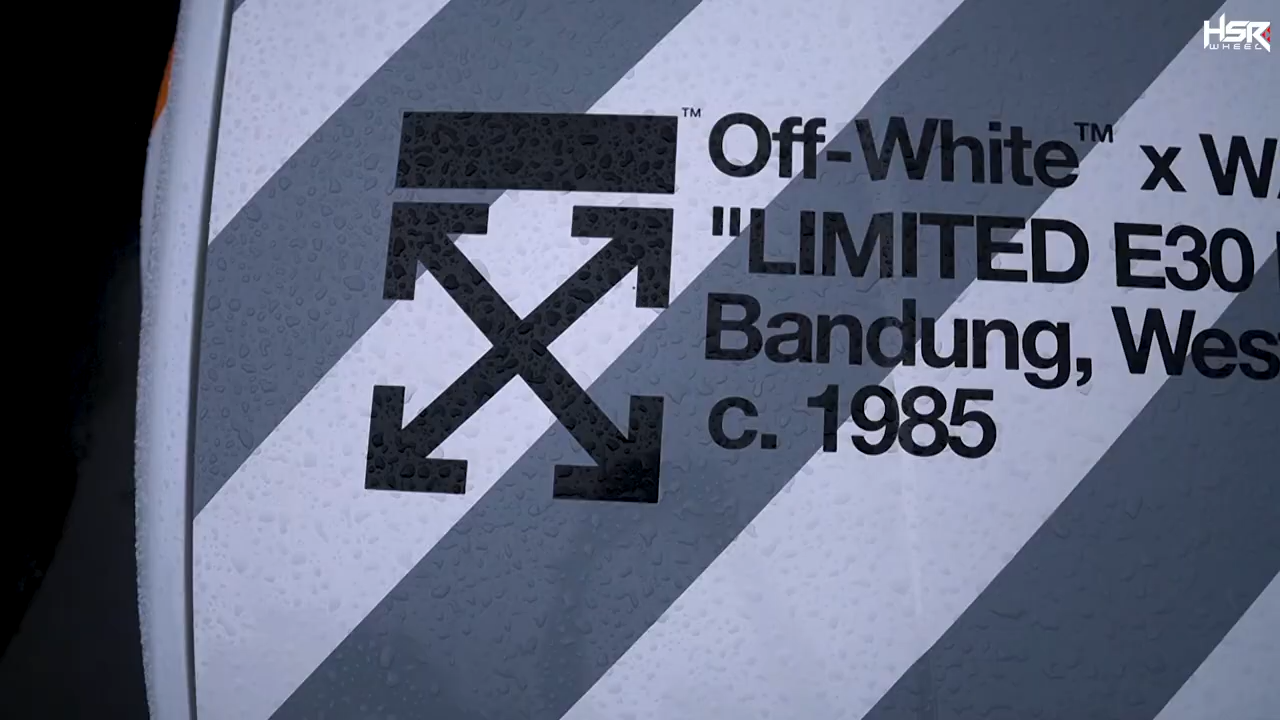 HSR
WHEEL
™
Off-White™ x
"LIMITED E30
Bandung,
c. 1985